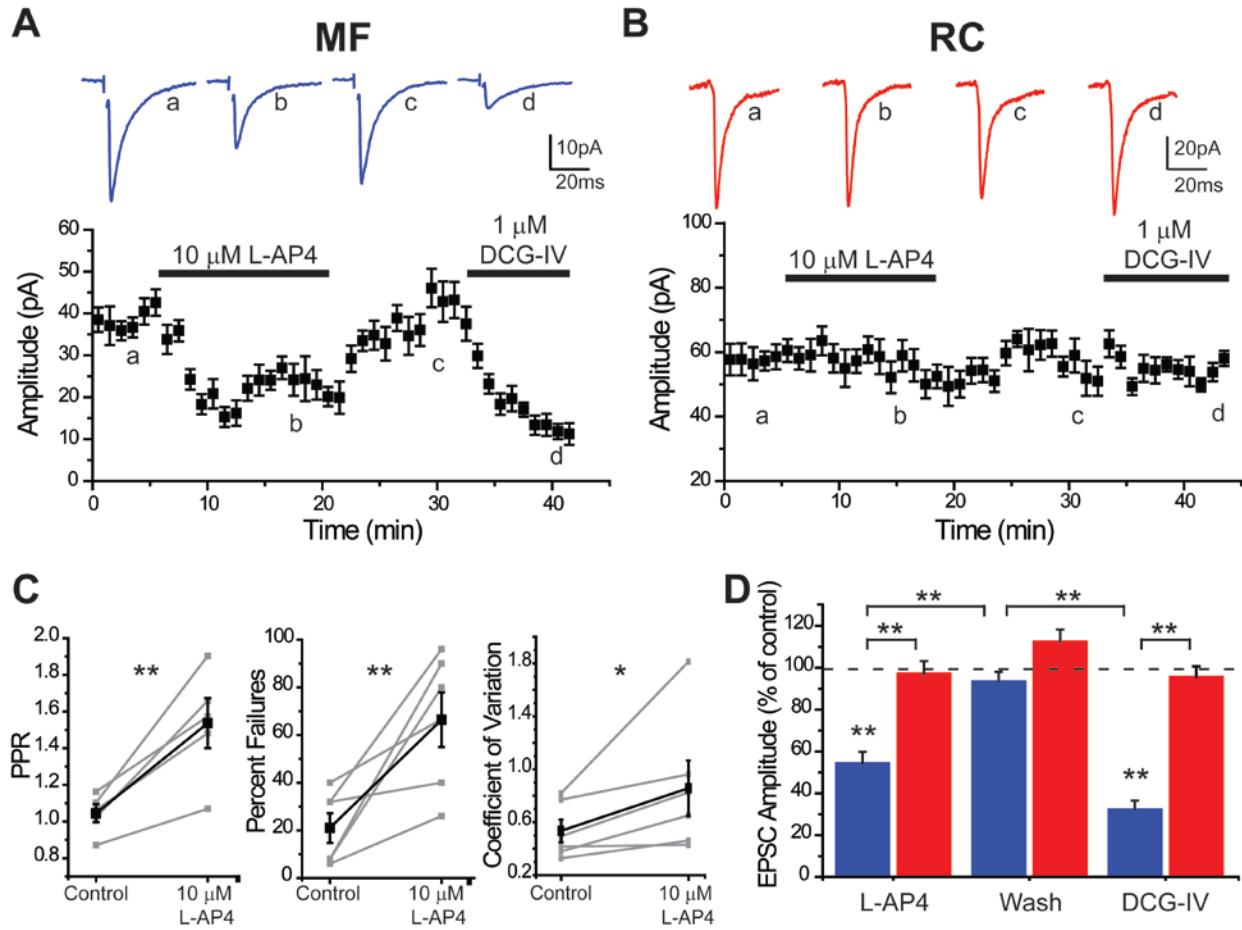 A
MF
a
b
c
d
10pA
20ms
60
50
40
30
20
10
0
Amplitude (pA)
10 μM L-AP4
1 μM
DCG-IV
a
b
c
d
0
10
20
30
40
Time (min)
B
RC
a
b
c
d
20pA
20ms
100
80
60
40
20
Amplitude (pA)
10 μM L-AP4
1 μM
DCG-IV
a
b
c
d
0
10
20
30
40
Time (min)
C
2.0
1.8
1.6
1.4
1.2
1.0
0.8
PPR
**
Control
10 μM
L-AP4
100
80
60
40
20
0
Percent Failures
**
Control
10 μM
L-AP4
1.8
1.4
1.0
0.6
0.2
Coefficient of Variation
*
Control
10 μM
L-AP4
D
120
100
80
60
40
20
0
EPSC Amplitude (% of control)
**
**
**
**
**
**
L-AP4
Wash
DCG-IV